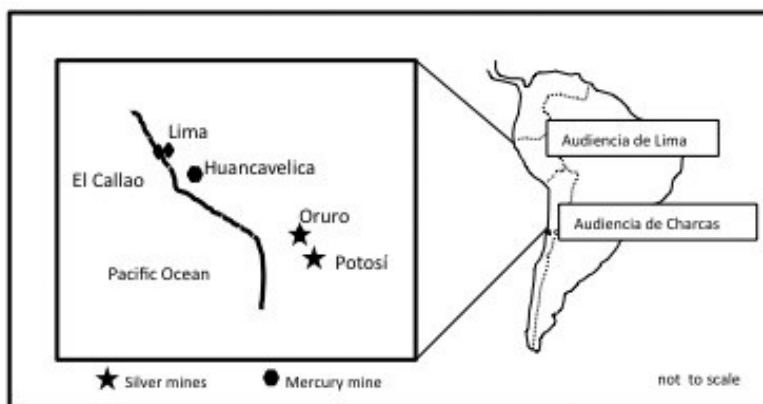 Lima
El Callao
Huancavelica
Oruro
Potosí
Pacific Ocean
Audiencia de Lima
Audiencia de Charcas
Silver mines
Mercury mine
not to scale